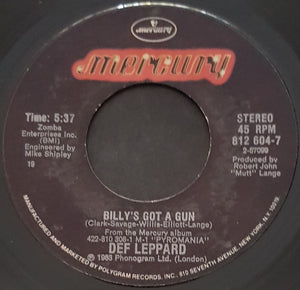 mercury
mercury
Time: 5:37
Zomba
Enterprises Inc.
(BMI)
Engineered by
Mike Shipley
19
STEREO
45 RPM
812 604-7
2-57099
Produced by
Robert John
"Mutt" Lange
BILLY'S GOT A GUN
(Clark-Savage-Willis-Elliott-Lange)
From the Mercury album
422-810 308-1 M-1 "PYROMANIA"
DEF LEPPARD
℗ 1983 Phonogram Ltd. (London)
MANUFACTURED AND MARKETED BY POLYGRAM RECORDS, INC., 810 SEVENTH AVENUE, NEW YORK, N.Y. 10019